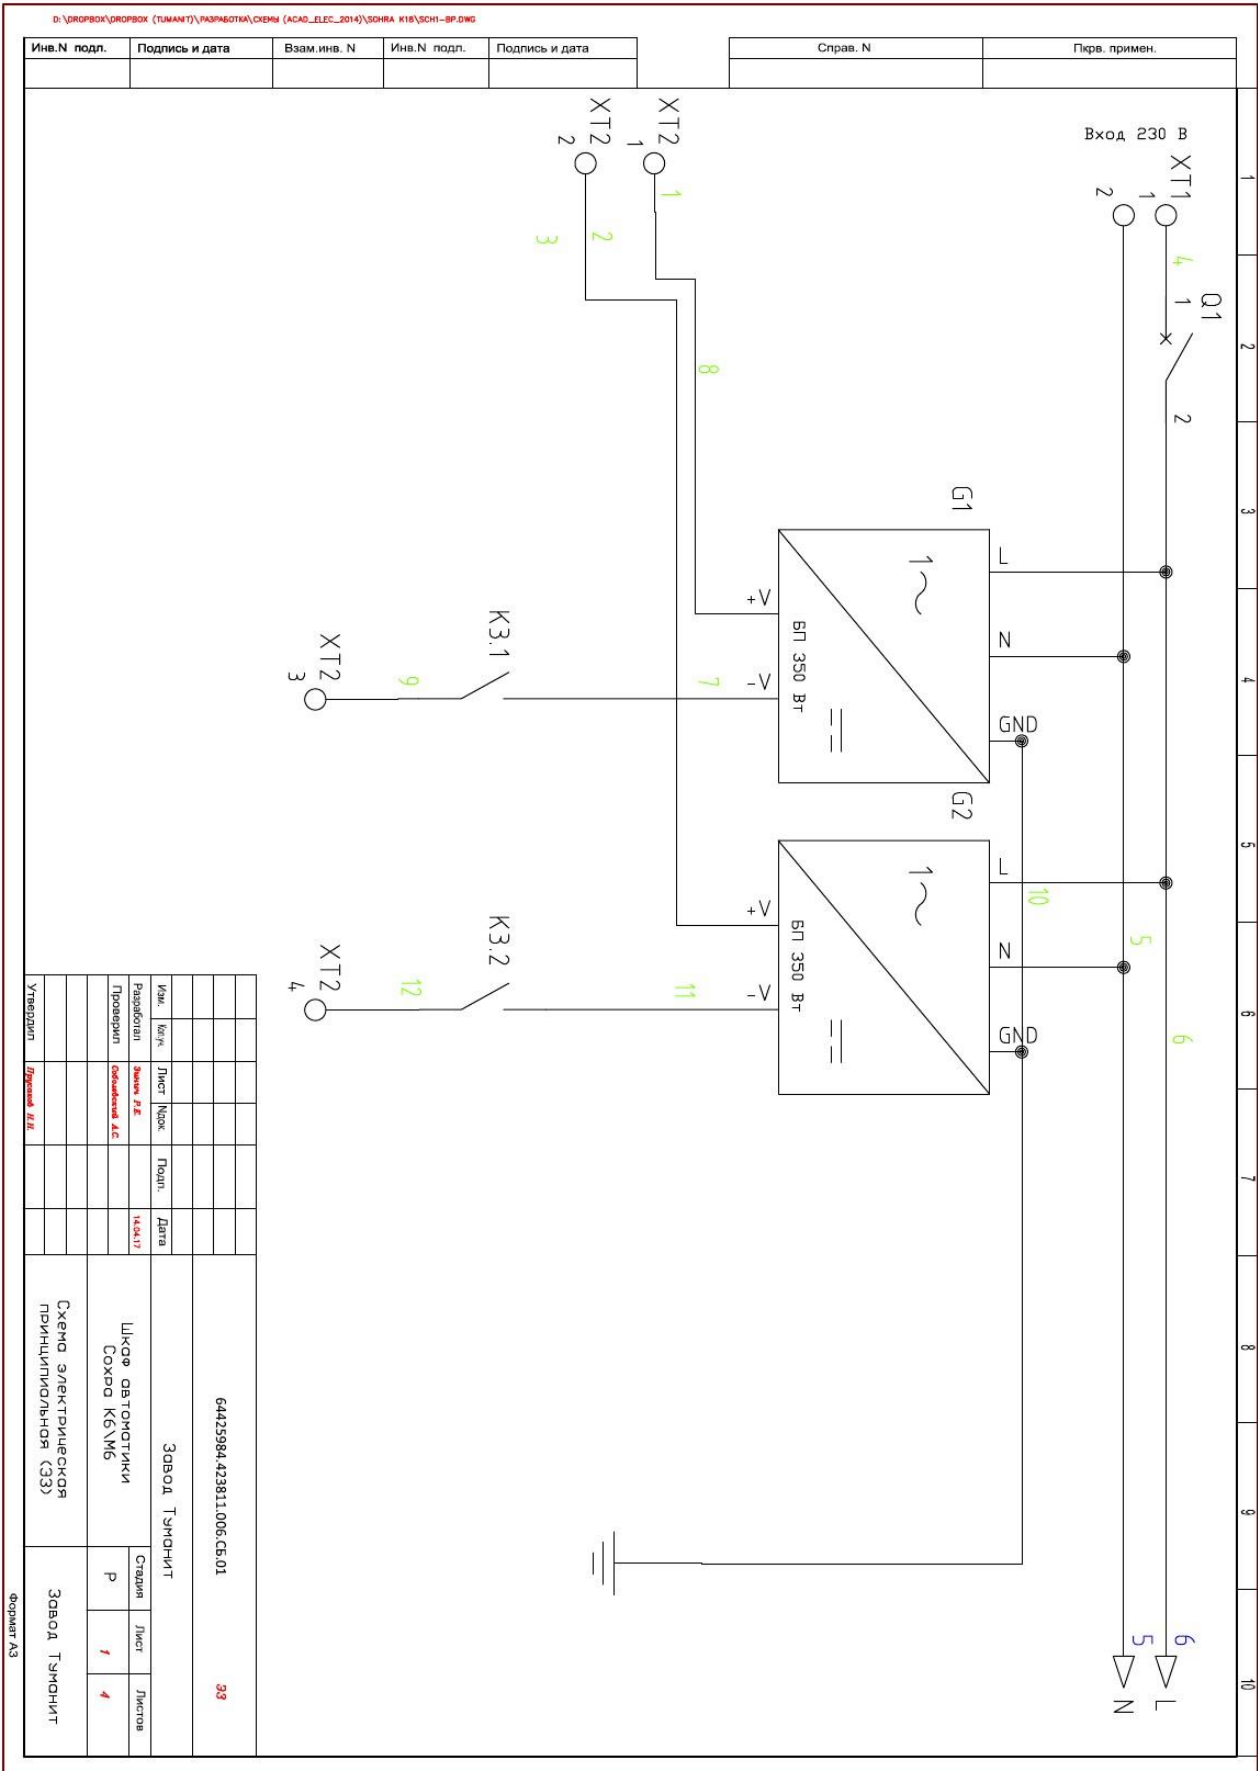 D:\DROPBOX\DROPBOX (TUMANIT)\РАЗРАБОТКА\СХЕМЫ (ACAD_ELEC_2014)\SOHRA K18\SCH1-BP.DWG
Инв.N подл.
Подпись и дата
Взам.инв. N
Инв.N подл.
Подпись и дата
Справ. N
Пкрв. примен.
1
2
3
4
5
6
7
8
9
10
Вход 230 В
XT1
1
2
4
Q1
1
2
XT2
1
1
XT2
2
2
3
8
G1
L
N
GND
1
БП 350 Вт
+V
-V
7
K3.1
9
XT2
3
G2
L
N
GND
1
БП 350 Вт
+V
-V
10
5
6
11
K3.2
12
XT2
4
6
L
5
N
64425984.423811.006.СБ.01
ЭЗ
Завод Туманит
Изм.
Кол.уч.
Лист
Nдок.
Подп.
Дата
Разработал
14.04.17
Проверил
Утвердил
Шкаф автоматики
Сохра К6\М6
Стадия
Лист
Листов
Р
1
4
Схема электрическая
принципиальная (ЭЗ)
Завод Туманит
Формат А3